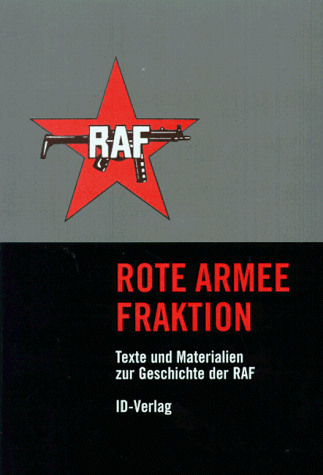 RAF
ROTE ARMEE
FRAKTION
Texte und Materialien
zur Geschichte der RAF
ID-Verlag